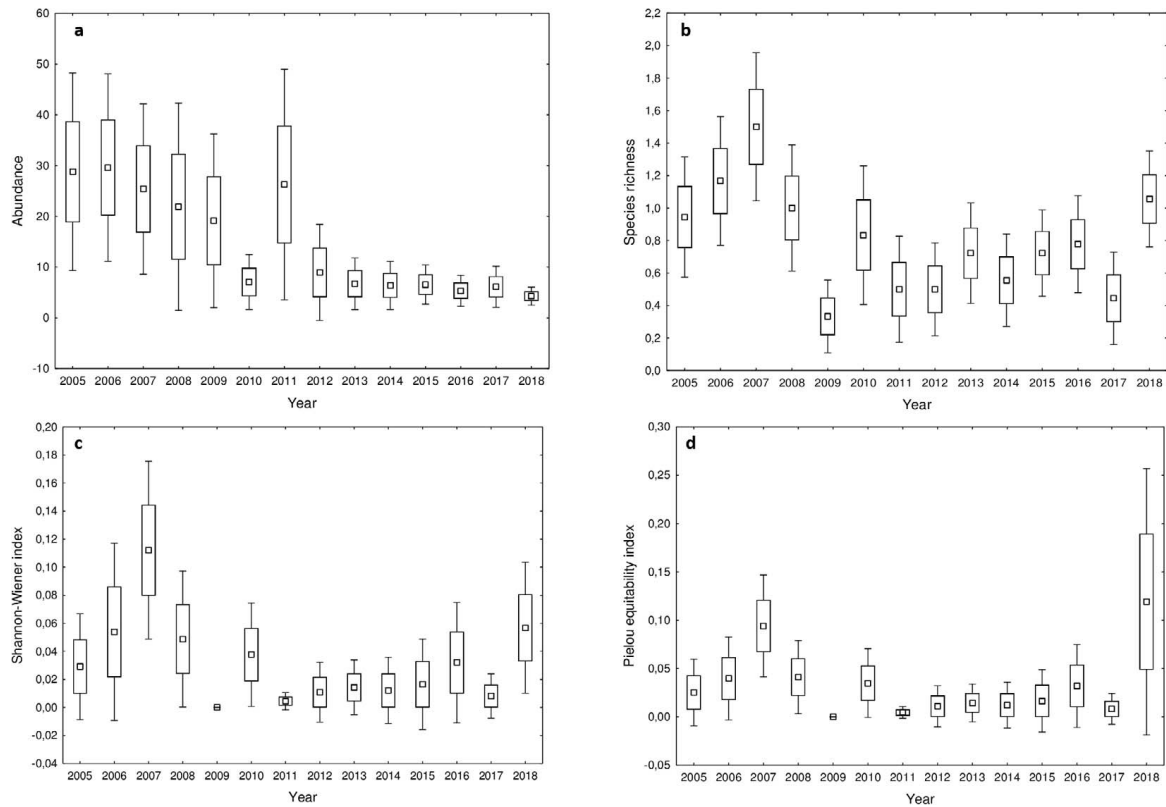 a
60
50
40
30
20
10
0
-10
Abundance
2005 2006 2007 2008 2009 2010 2011 2012 2013 2014 2015 2016 2017 2018
Year
b
2,2
2,0
1,8
1,6
1,4
1,2
1,0
0,8
0,6
0,4
0,2
0,0
Species richness
2005 2006 2007 2008 2009 2010 2011 2012 2013 2014 2015 2016 2017 2018
Year
c
0,20
0,18
0,16
0,14
0,12
0,10
0,08
0,06
0,04
0,02
0,00
-0,02
-0,04
Shannon-Wiener index
2005 2006 2007 2008 2009 2010 2011 2012 2013 2014 2015 2016 2017 2018
Year
d
0,30
0,25
0,20
0,15
0,10
0,05
0,00
-0,05
Pielou equitability index
2005 2006 2007 2008 2009 2010 2011 2012 2013 2014 2015 2016 2017 2018
Year